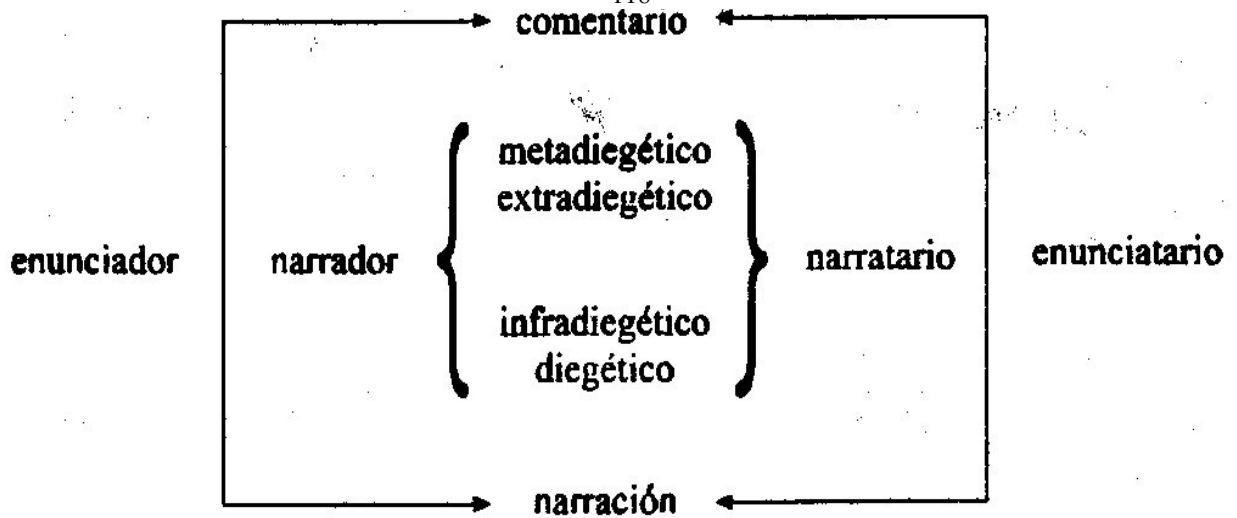 comentario
metadiegético
extradiegético
enunciador narrador narratario enunciatario
infradiegético
diegético
narración